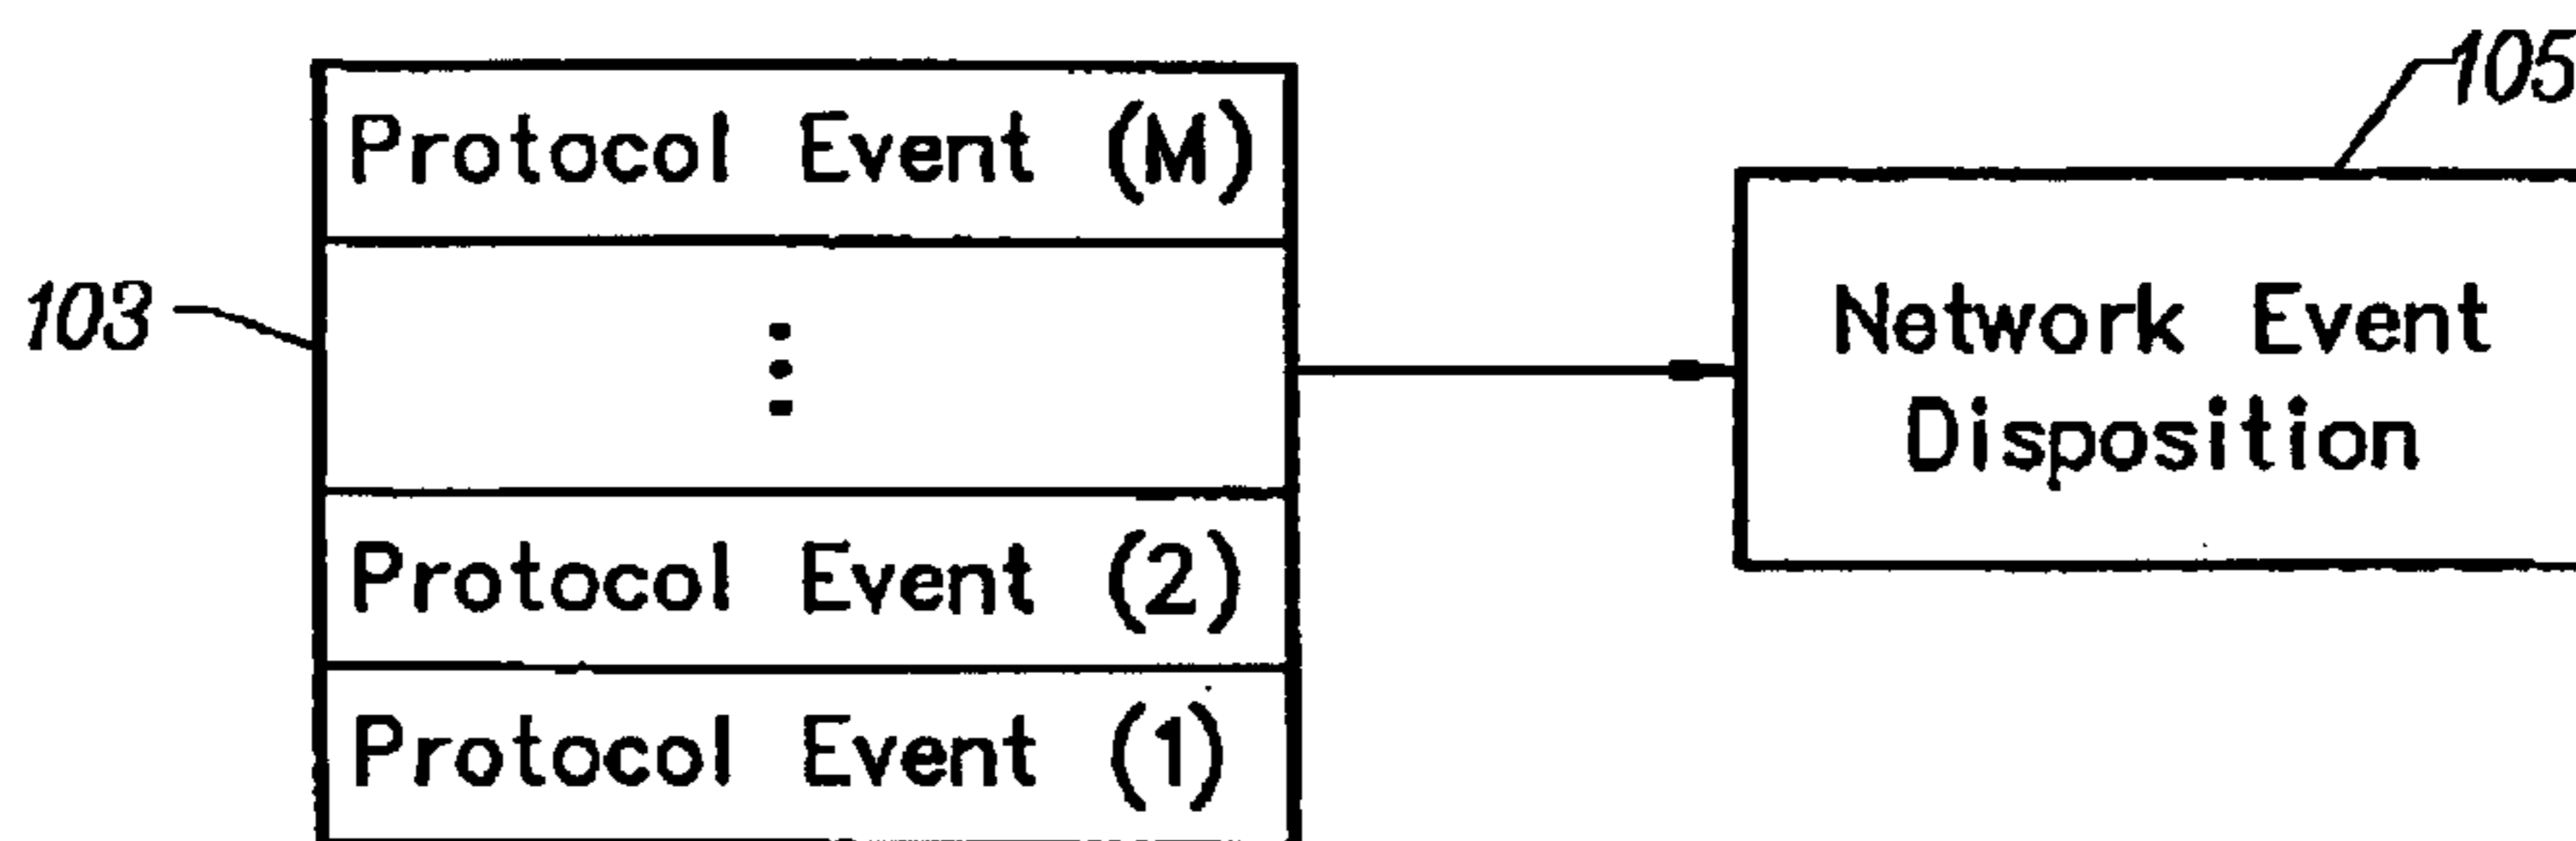 105
Protocol Event (M)
103
Network Event
Disposition
Protocol Event (2)
Protocol Event (1)